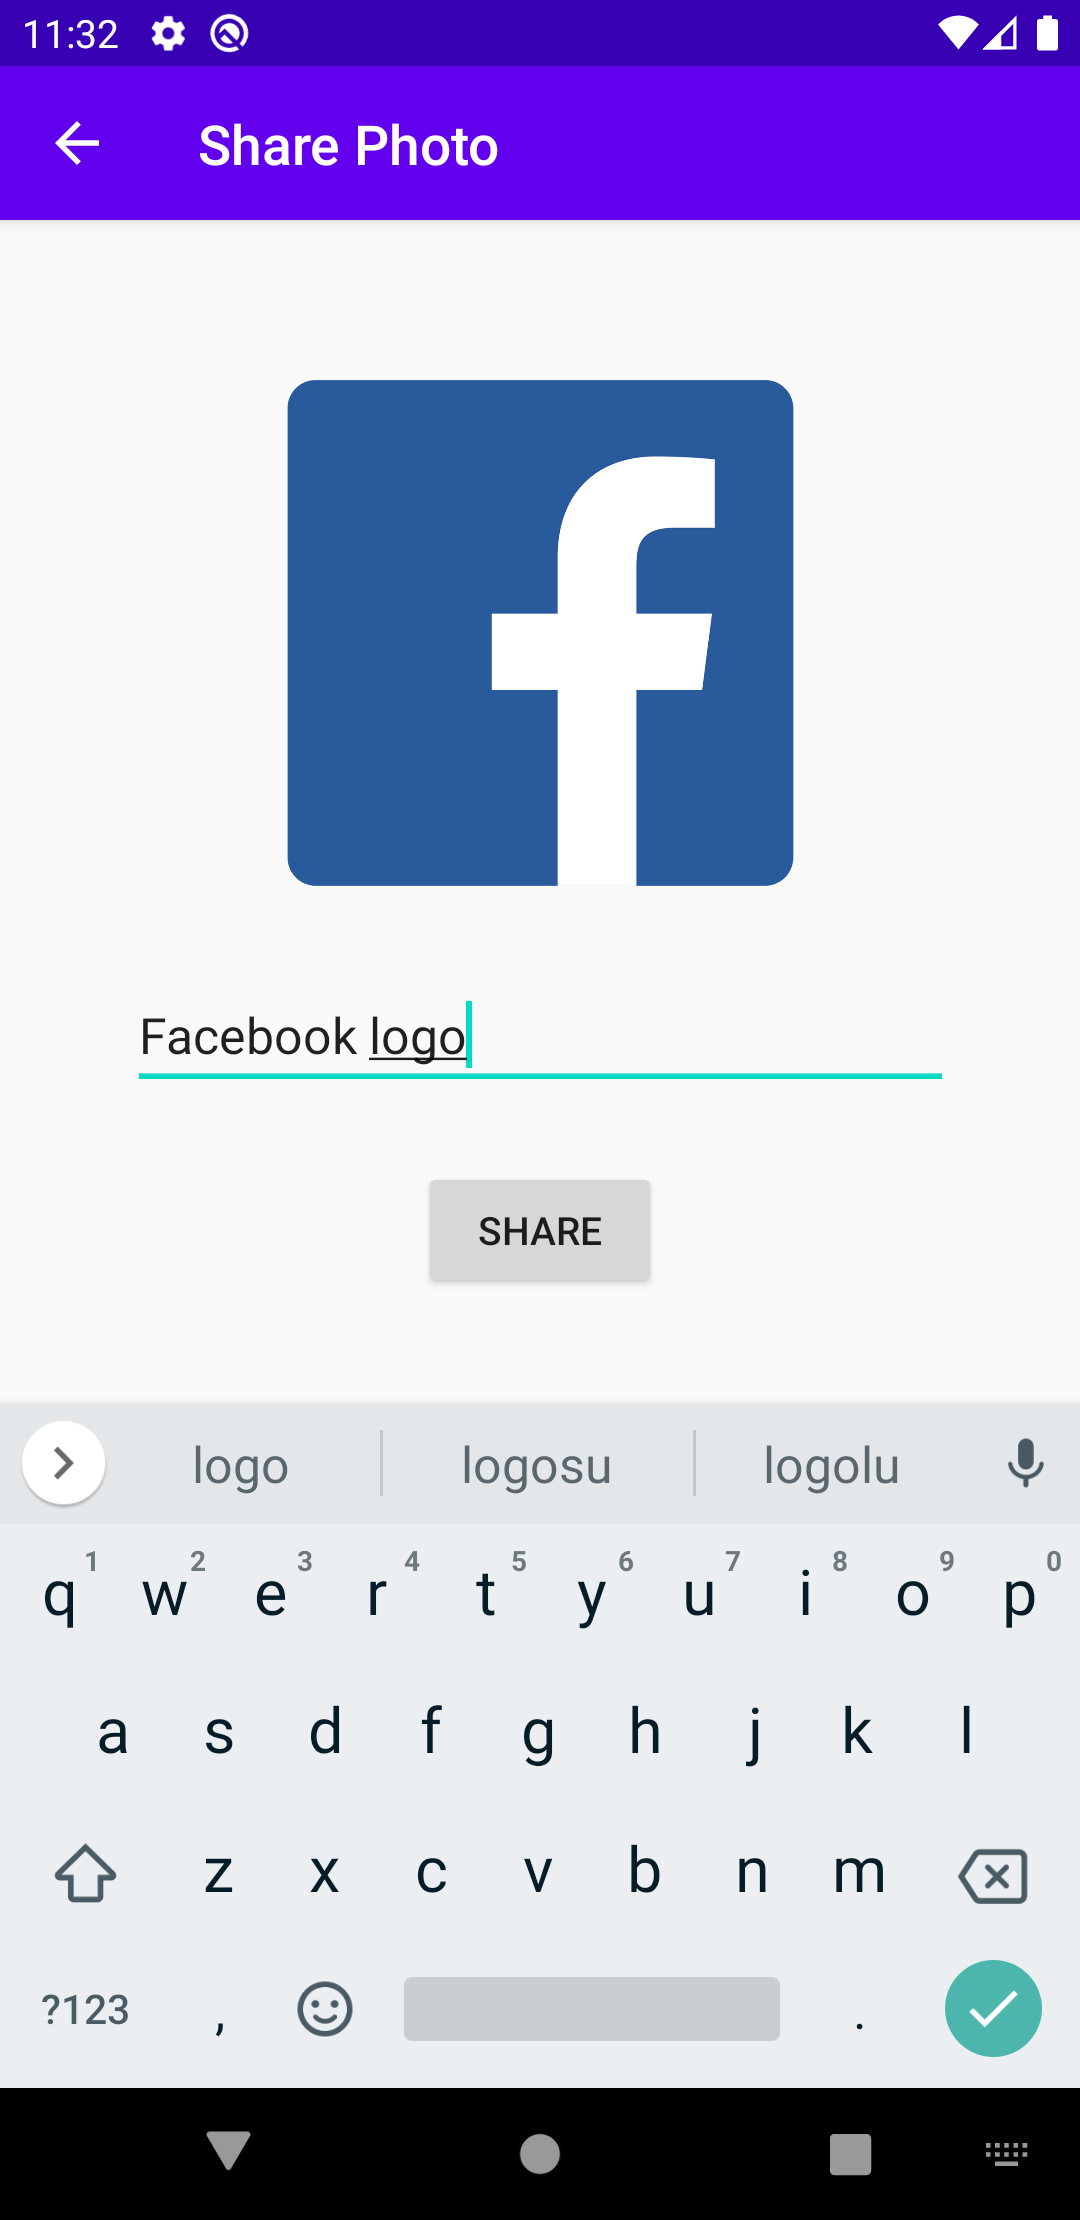 11:32
Share Photo
f
Facebook logo
SHARE
logo logosu logolu
1 2 3 4 5 6 7 8 9 0
q w e r t y u i o p
a s d f g h j k l
z x c v b n m
?123 , .